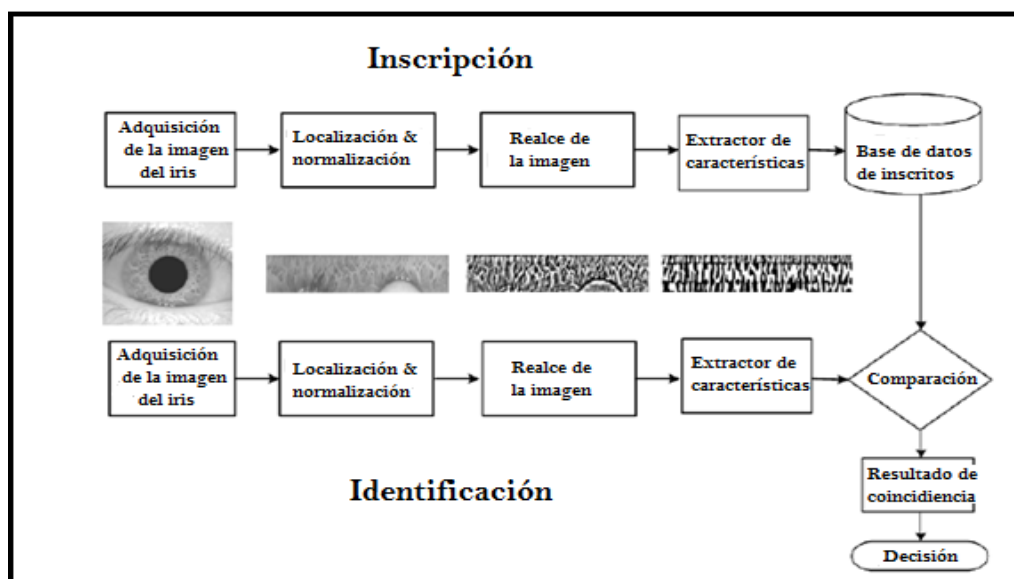 Inscripción
Adquisición
de la imagen
del iris
Localización &
normalización
Realce de
la imagen
Extractor de
características
Base de datos
de inscritos
Adquisición
de la imagen
del iris
Localización &
normalización
Realce de
la imagen
Extractor de
características
Comparación
Identificación
Resultado de
coincidiencia
Decisión